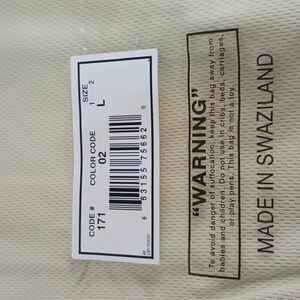 CODE # COLOR CODE SIZE
171 02 1 2
L
6 63155 75662 0
"WARNING"
To avoid danger of suffocation, keep this bag away from
babies and children. Do not use in cribs, beds, carriages,
or play pens. This bag is not a toy.
MADE IN SWAZILAND